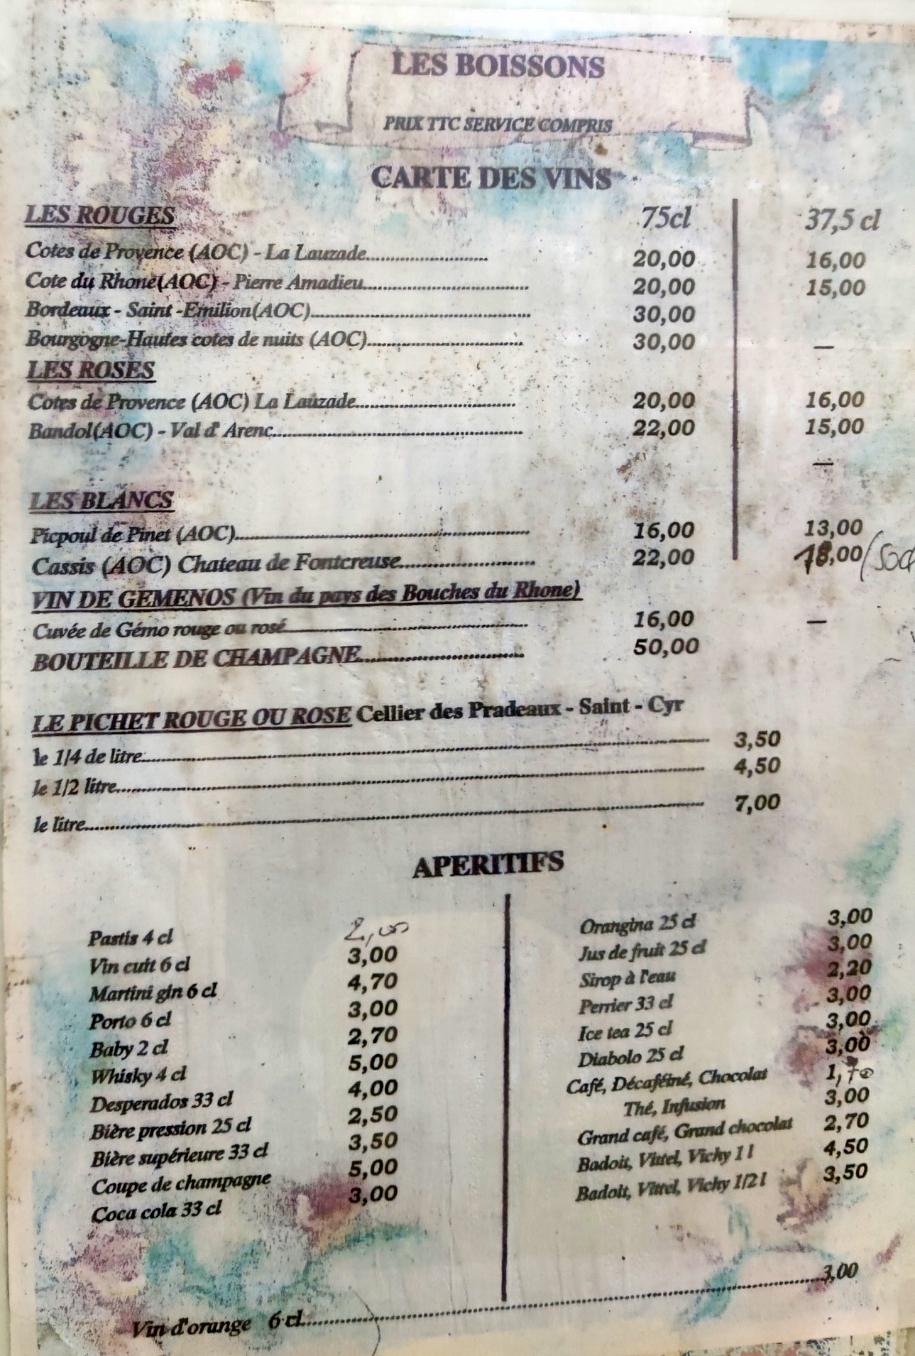 LES BOISSONS
PRIX TTC SERVICE COMPRIS
CARTE DES VINS
LES ROUGES 75cl 37,5 cl
Cotes de Provence (AOC) - La Lauzade 20,00 16,00
Cote du Rhone(AOC) - Pierre Amadieu 20,00 15,00
Bordeaux - Saint -Emilion(AOC) 30,00
Bourgogne-Hautes cotes de nuits (AOC) 30,00 —
LES ROSES
Cotes de Provence (AOC) La Lauzade 20,00 16,00
Bandol(AOC) - Val d' Arenc 22,00 15,00
—
LES BLANCS
Picpoul de Pinet (AOC) 16,00 13,00
Cassis (AOC) Chateau de Fontcreuse 22,00 18,00
VIN DE GEMENOS (Vin du pays des Bouches du Rhone)
Cuvée de Gémo rouge ou rosé 16,00 —
BOUTEILLE DE CHAMPAGNE 50,00
LE PICHET ROUGE OU ROSE Cellier des Pradeaux - Saint - Cyr
le 1/4 de litre 3,50
le 1/2 litre 4,50
le litre 7,00
APERITIFS
Pastis 4 cl 2,00
Vin cuit 6 cl 3,00
Martini gin 6 cl 4,70
Porto 6 cl 3,00
Baby 2 cl 2,70
Whisky 4 cl 5,00
Desperados 33 cl 4,00
Bière pression 25 cl 2,50
Bière supérieure 33 cl 3,50
Coupe de champagne 5,00
Coca cola 33 cl 3,00
Orangina 25 cl 3,00
Jus de fruit 25 cl 3,00
Sirop à l'eau 2,20
Perrier 33 cl 3,00
Ice tea 25 cl 3,00
Diabolo 25 cl 3,00
Café, Décaféiné, Chocolat 1,70
Thé, Infusion 3,00
Grand café, Grand chocolat 2,70
Badoit, Vittel, Vichy 1 l 4,50
Badoit, Vittel, Vichy 1/2 l 3,50
Vin d'orange 6 cl 3,00